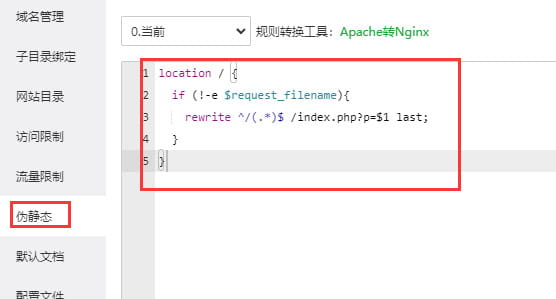 域名管理
子目录绑定
网站目录
访问限制
流量限制
伪静态
默认文档
配置文件
0.当前 规则转换工具：Apache转Nginx
1 location / {
2 if (!-e $request_filename){
3 rewrite ^/(.*)$ /index.php?p=$1 last;
4 }
5 }